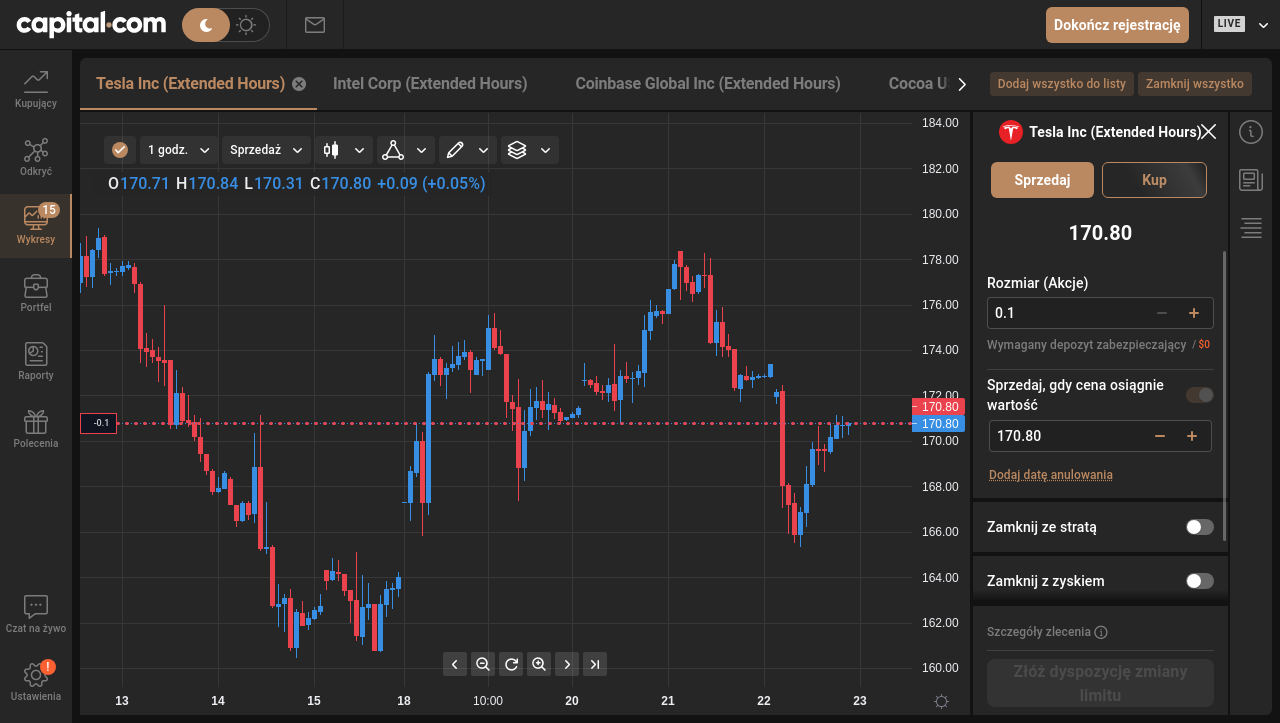 capital.com
Dokończ rejestrację
LIVE
Kupujący
Odkryć
15
Wykresy
Portfel
Raporty
Polecenia
Czat na żywo
!
Ustawienia
Tesla Inc (Extended Hours)
Intel Corp (Extended Hours)
Coinbase Global Inc (Extended Hours)
Cocoa U
Dodaj wszystko do listy
Zamknij wszystko
1 godz.
Sprzedaż
O170.71 H170.84 L170.31 C170.80 +0.09 (+0.05%)
184.00
182.00
180.00
178.00
176.00
174.00
172.00
170.80
170.80
170.00
168.00
166.00
164.00
162.00
160.00
-0.1
13
14
15
18
10:00
20
21
22
23
Tesla Inc (Extended Hours)
Sprzedaj
Kup
170.80
Rozmiar (Akcje)
0.1
Wymagany depozyt zabezpieczający / $0
Sprzedaj, gdy cena osiągnie
wartość
170.80
Dodaj datę anulowania
Zamknij ze stratą
Zamknij z zyskiem
Szczegóły zlecenia
Złóż dyspozycję zmiany
limitu